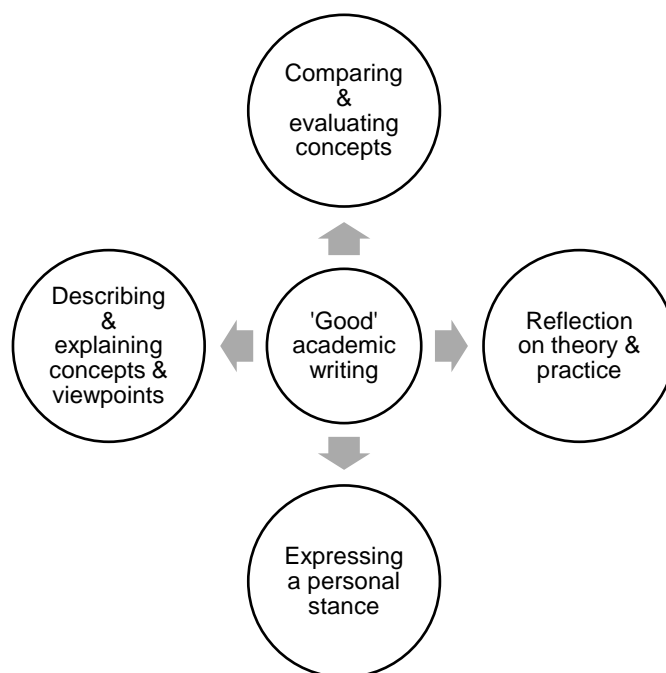 Comparing
&
evaluating
concepts
Describing
&
explaining
concepts &
viewpoints
'Good'
academic
writing
Reflection
on theory &
practice
Expressing
a personal
stance